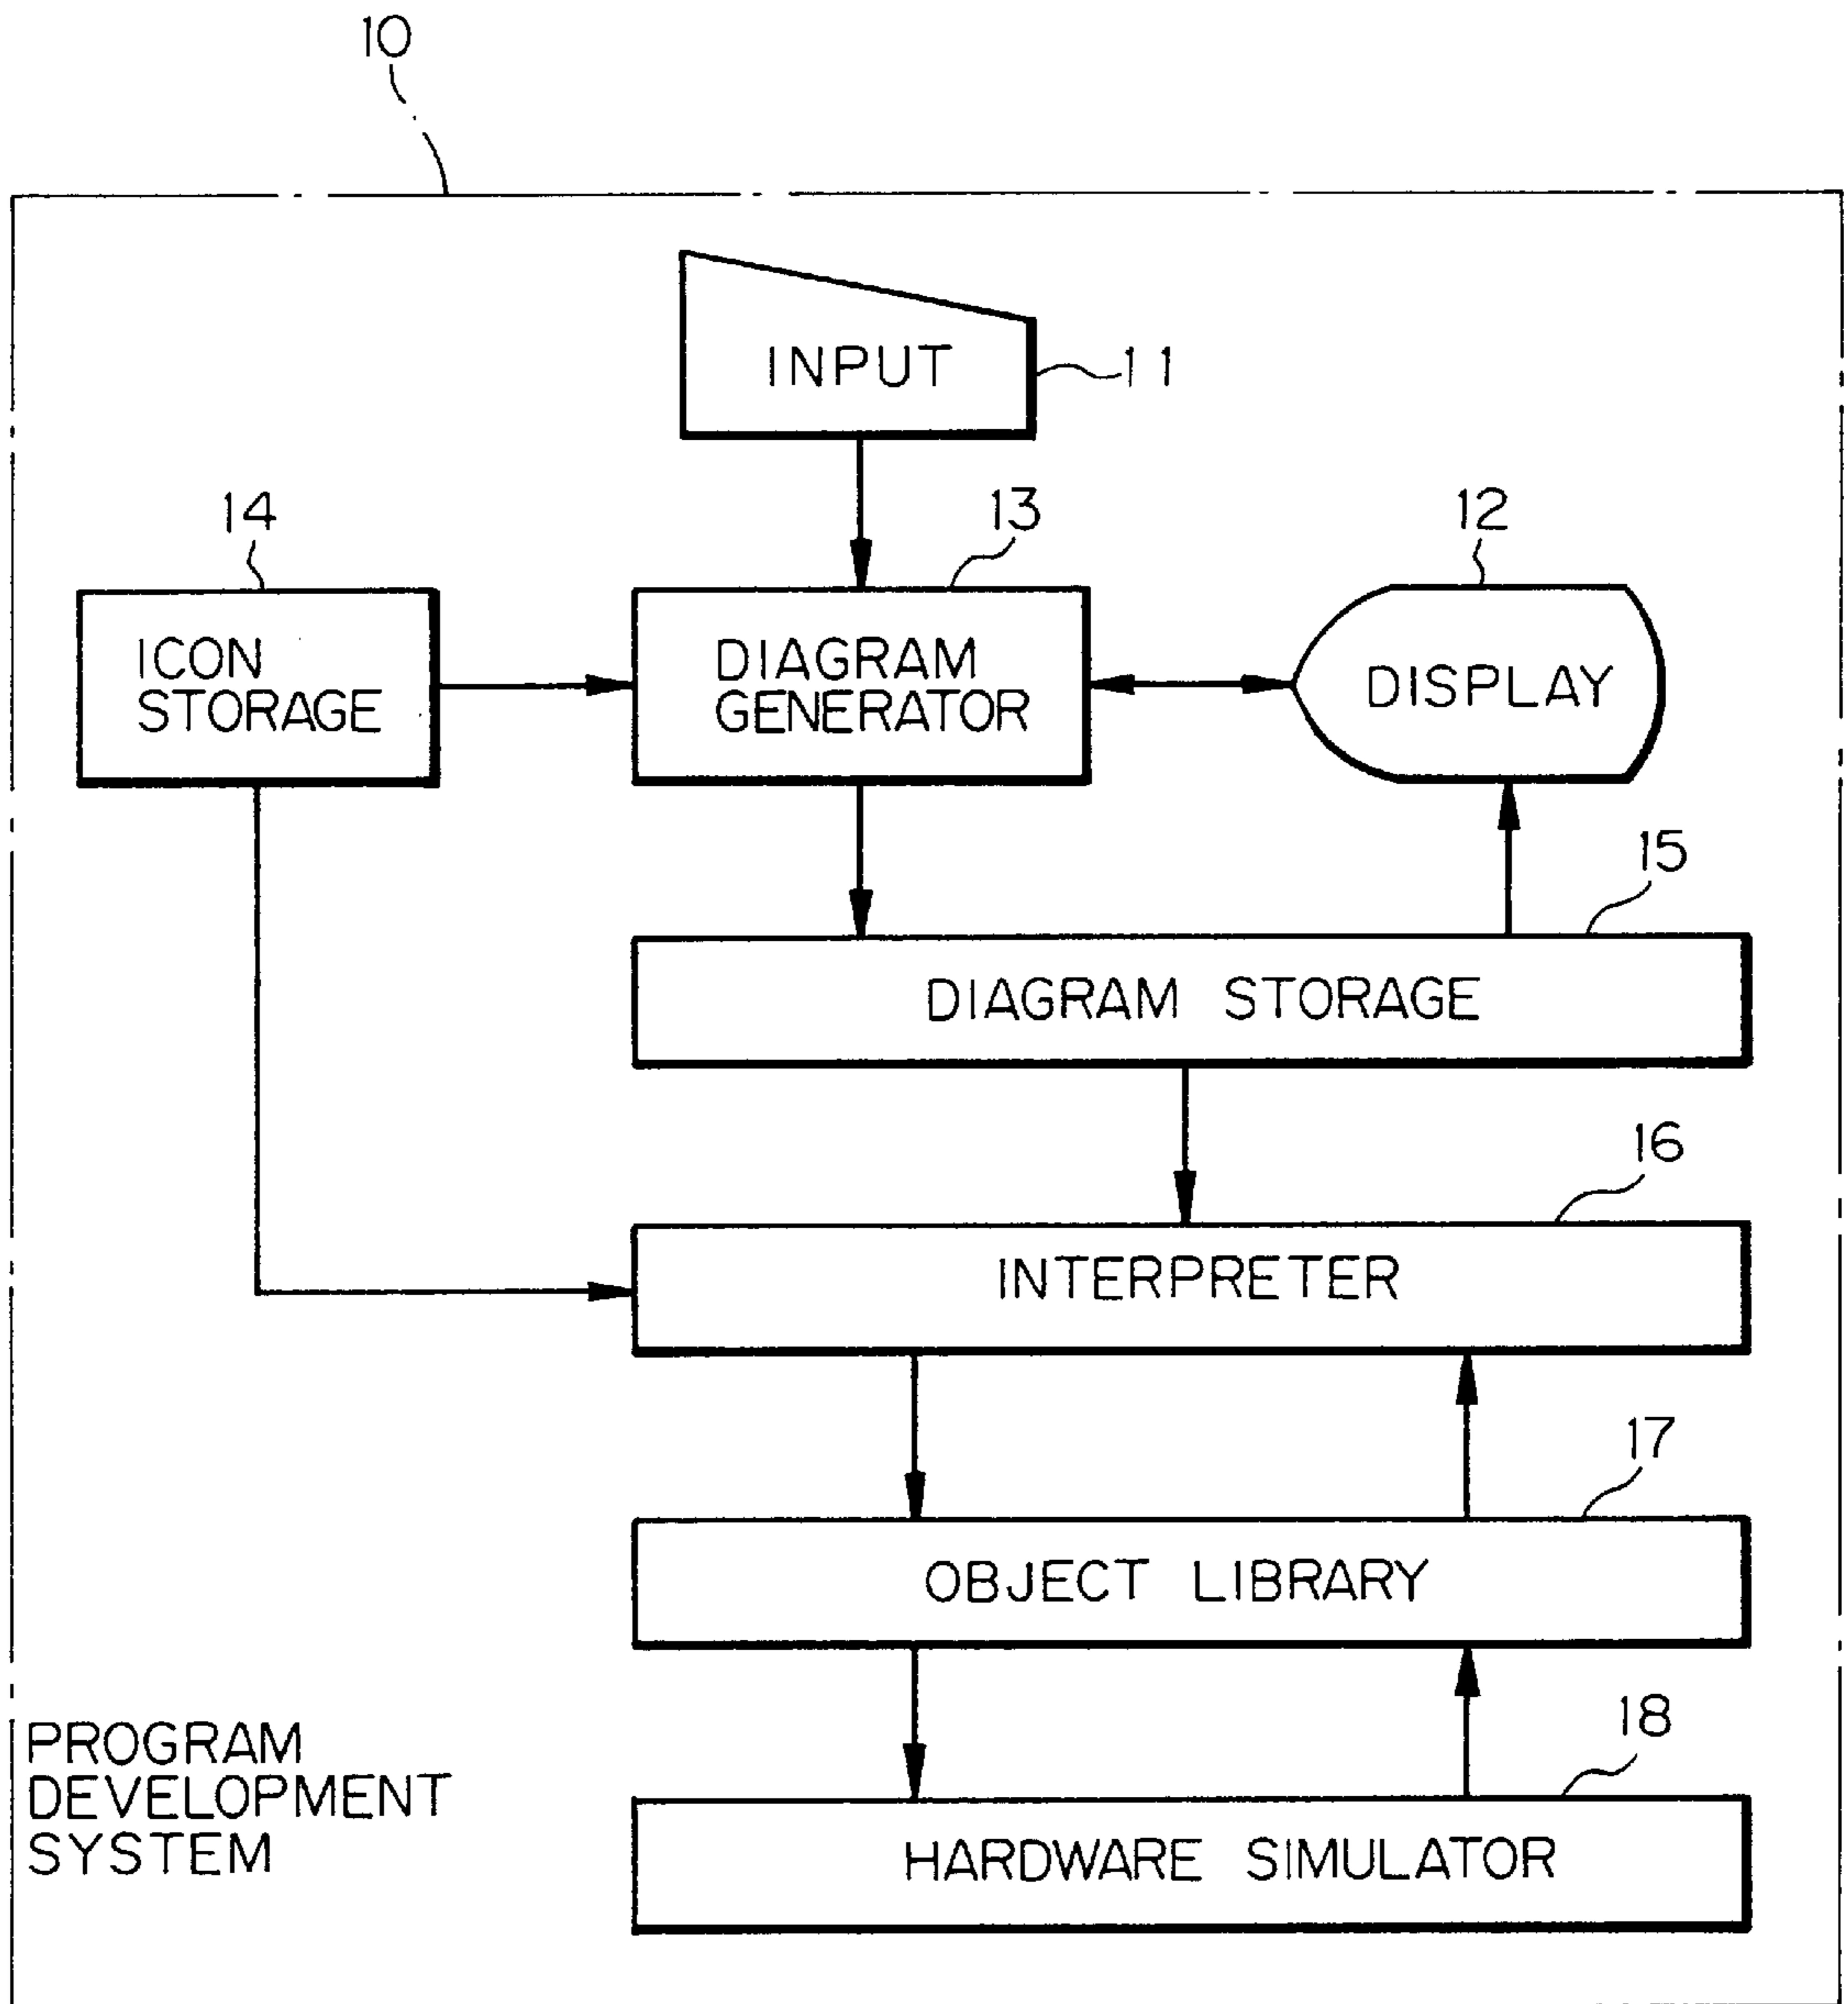 10
INPUT
11
14
13
12
ICON
STORAGE
DIAGRAM
GENERATOR
DISPLAY
15
DIAGRAM STORAGE
16
INTERPRETER
17
OBJECT LIBRARY
18
PROGRAM
DEVELOPMENT
SYSTEM
HARDWARE SIMULATOR